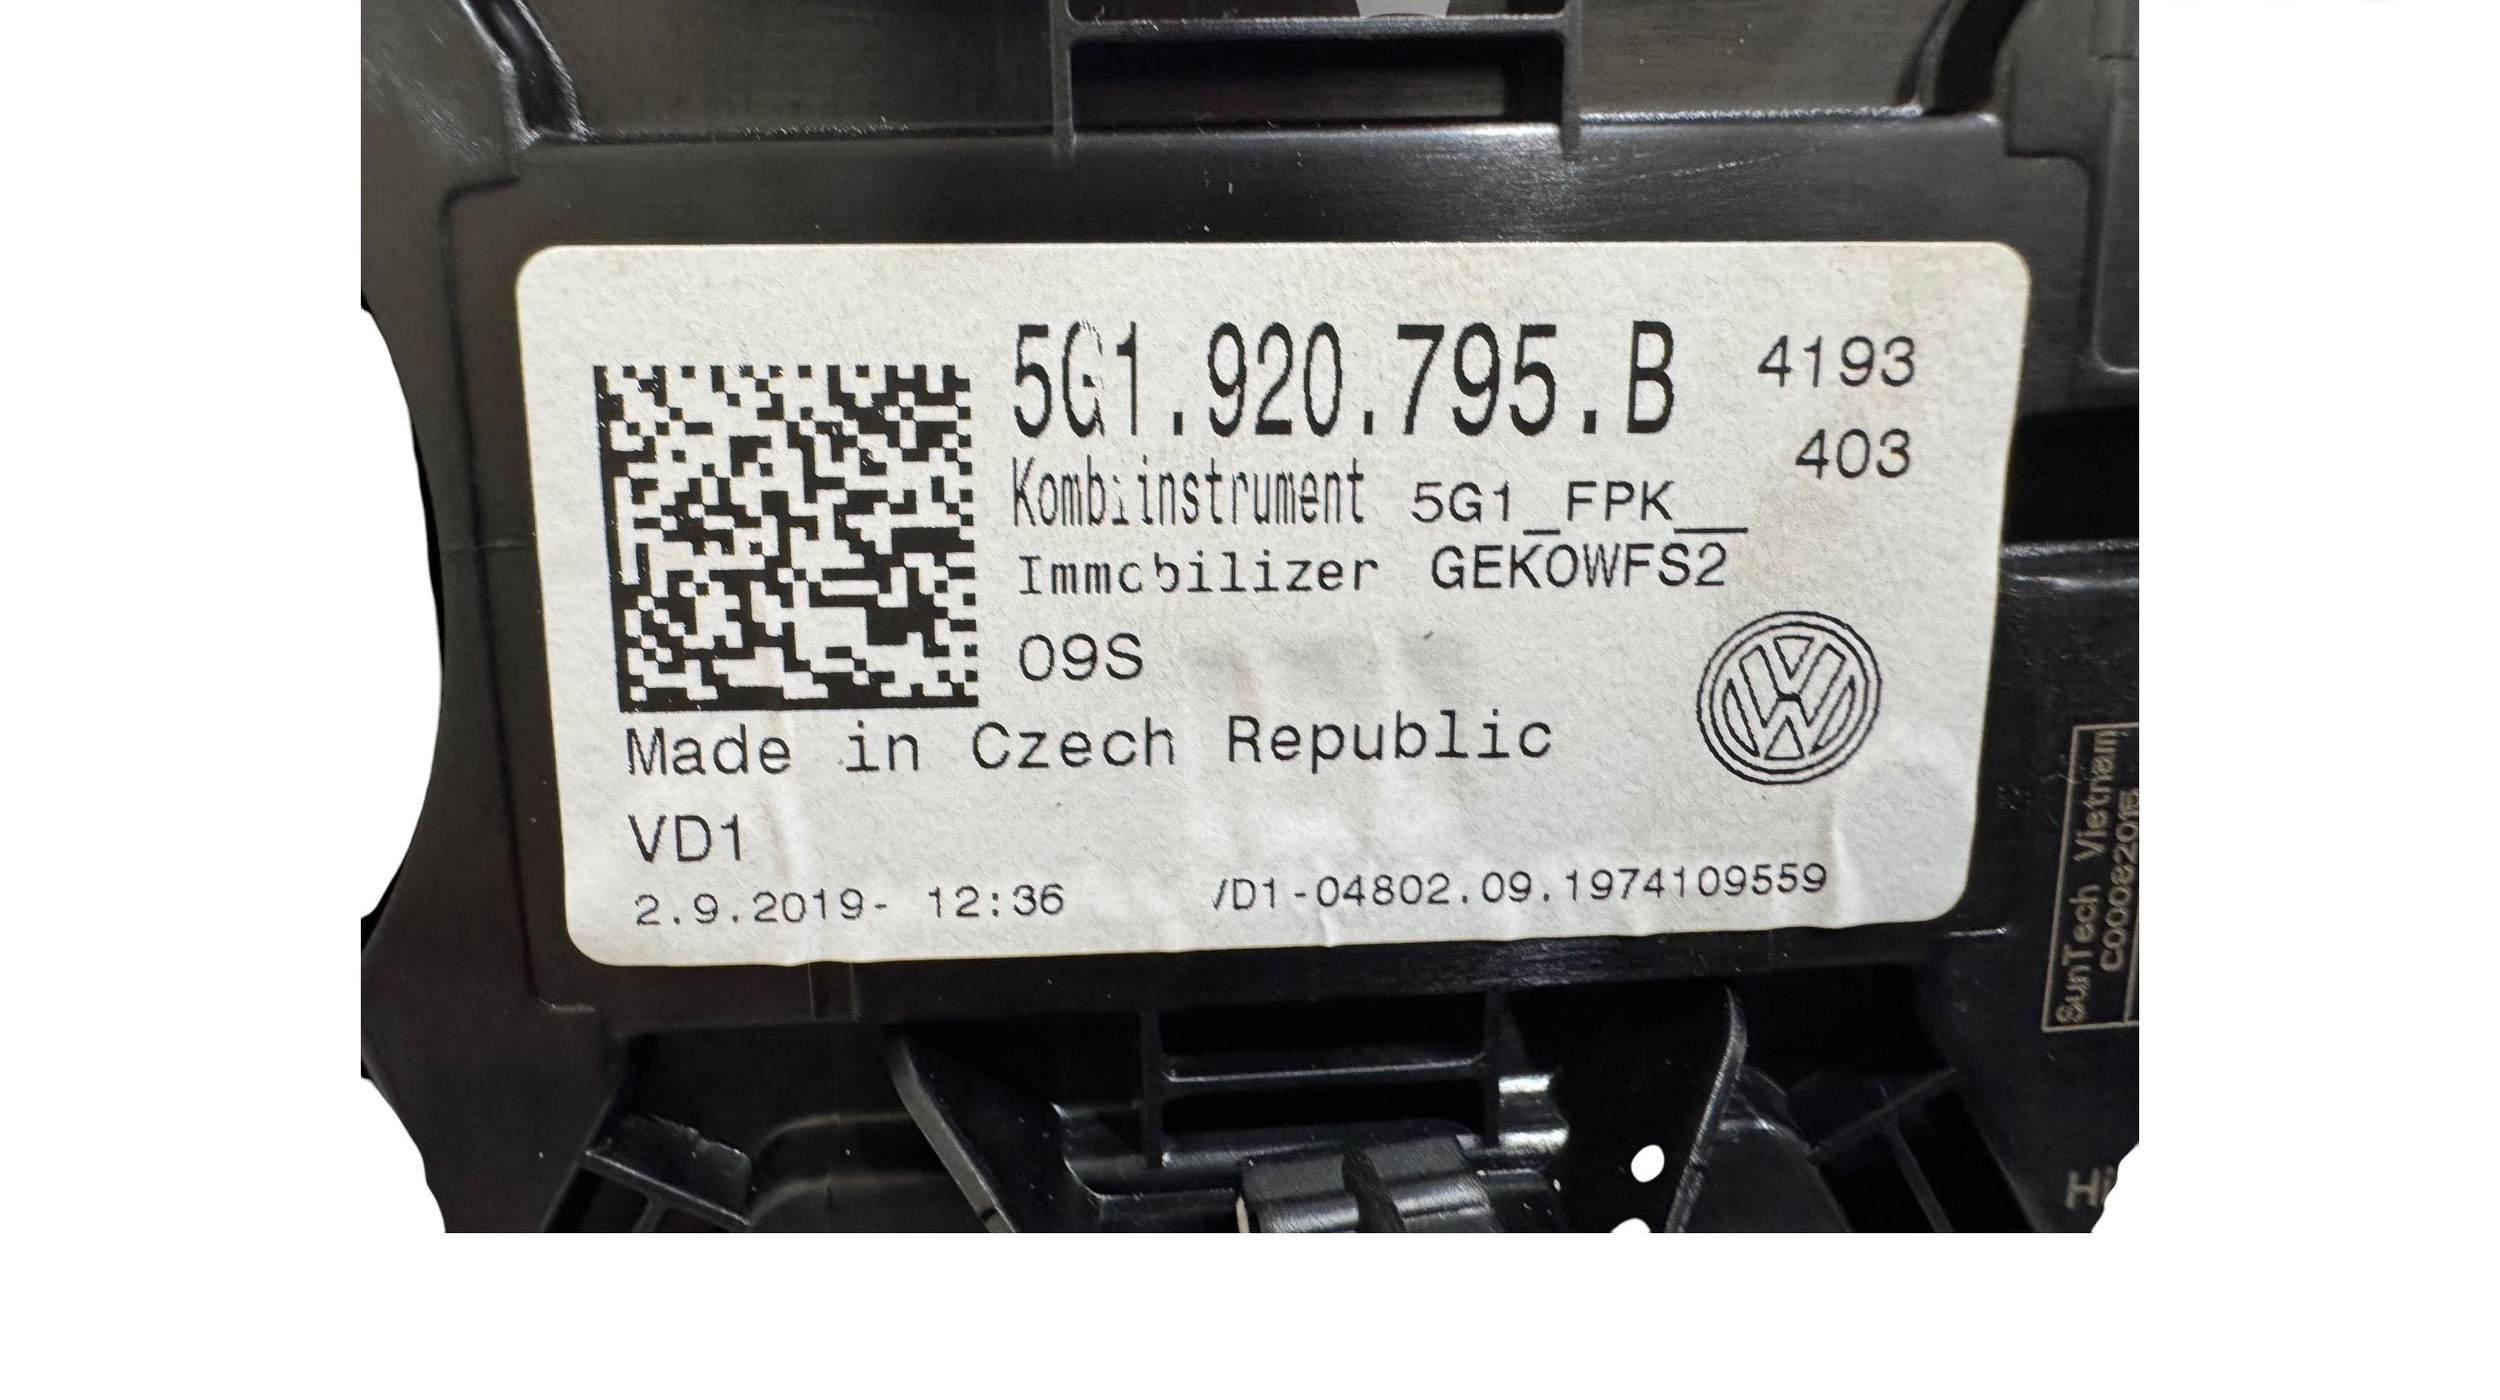 5G1.920.795.B 4193
403
Kombiinstrument 5G1_FPK__
Immobilizer GEKOWFS2
09S
Made in Czech Republic
VD1
2.9.2019- 12:36 /D1-04802.09.1974109559
SunTech Vietnam